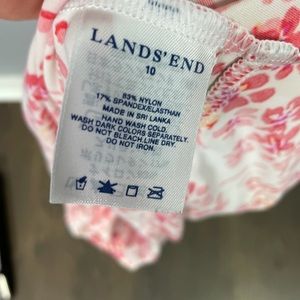 LANDS'END
10
83% NYLON
17% SPANDEX/ELASTHAN
MADE IN SRI LANKA
HAND WASH COLD.
WASH DARK COLORS SEPARATELY.
DO NOT BLEACH. LINE DRY.
DO NOT IRON.